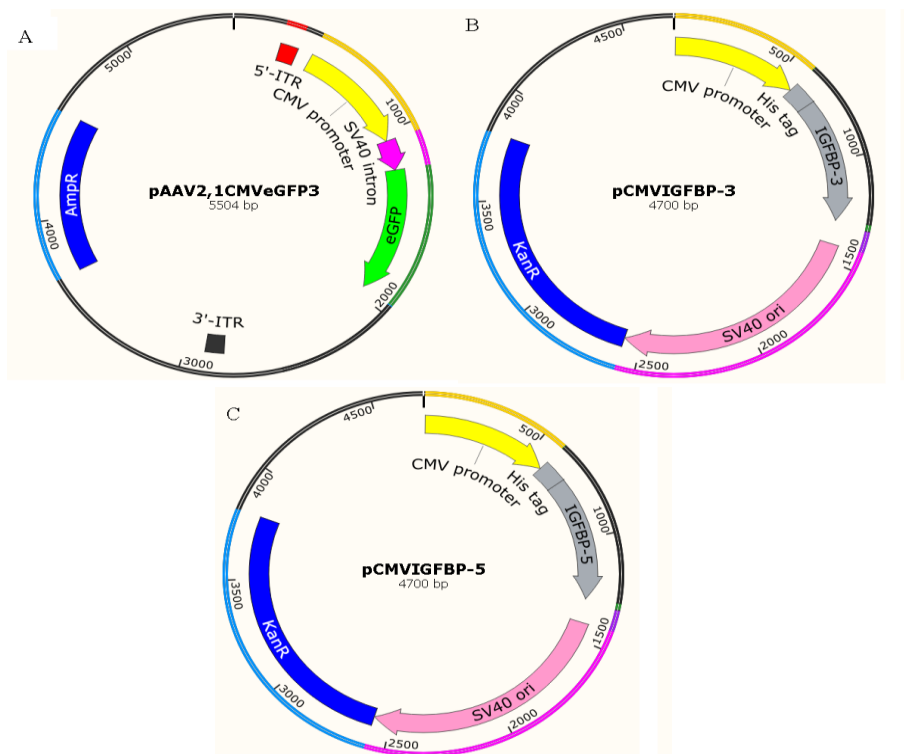 A
5000
5'-ITR
CMV promoter
1000
SV40 intron
AmpR
pAAV2,1CMVeGFP3
5504 bp
eGFP
4000
2000
3'-ITR
3000
B
4500
500
4000
CMV promoter
His tag
IGFBP-3
1000
pCMVIGFBP-3
4700 bp
3500
KanR
1500
SV40 ori
3000
2000
2500
C
4500
500
4000
CMV promoter
His tag
IGFBP-5
1000
pCMVIGFBP-5
4700 bp
3500
KanR
1500
SV40 ori
3000
2000
2500